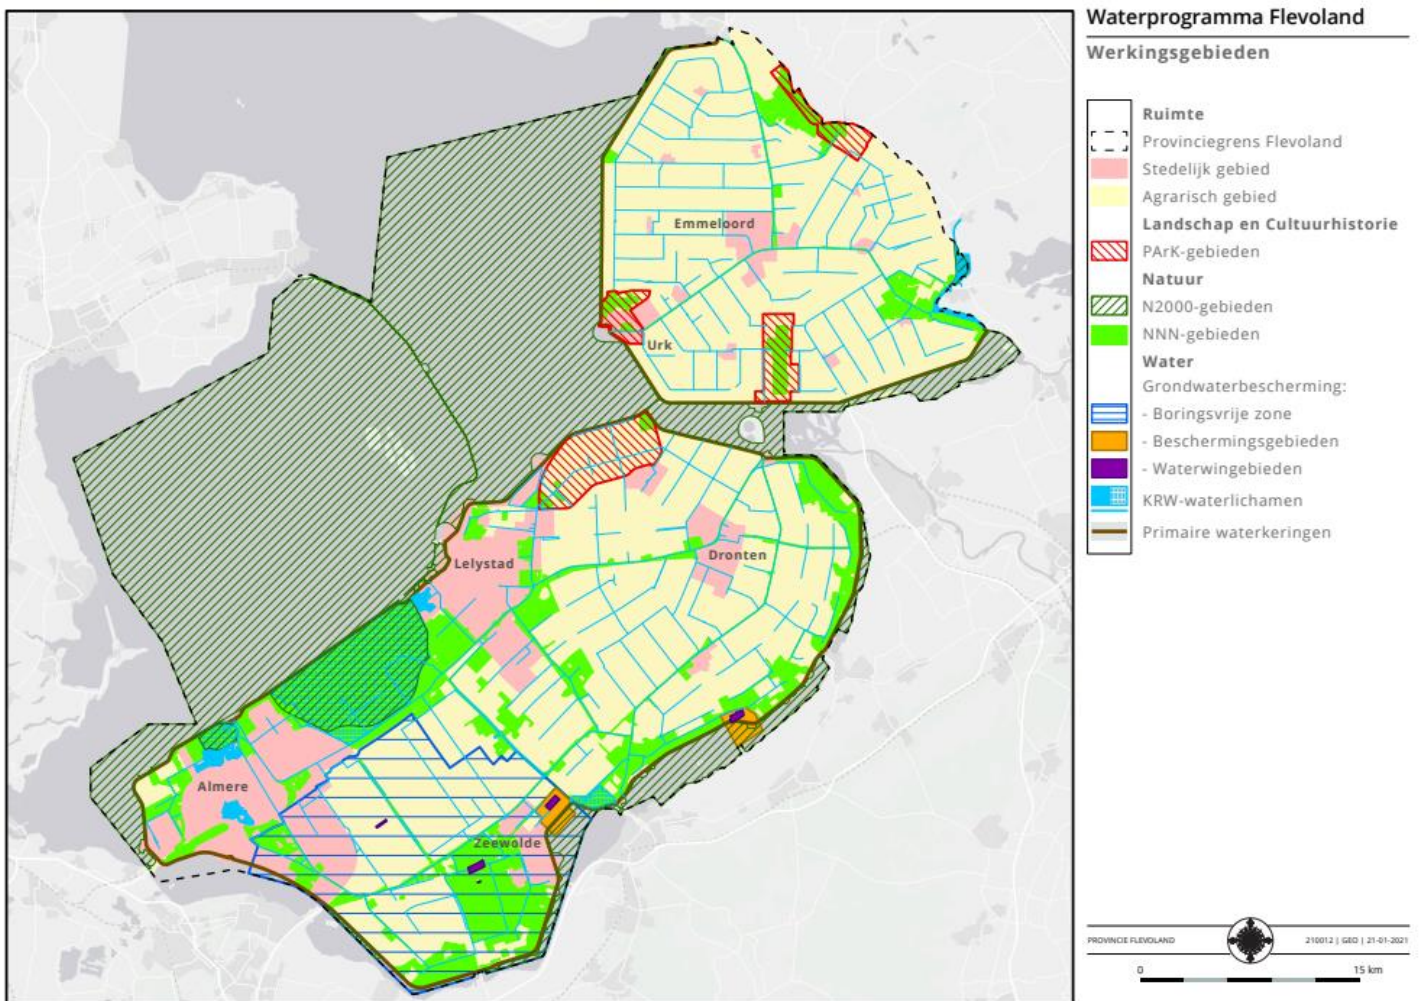 Waterprogramma Flevoland
Werkingsgebieden
Ruimte
Provinciegrens Flevoland
Stedelijk gebied
Agrarisch gebied
Landschap en Cultuurhistorie
PArK-gebieden
Natuur
N2000-gebieden
NNN-gebieden
Water
Grondwaterbescherming:
- Boringsvrije zone
- Beschermingsgebieden
- Waterwingebieden
KRW-waterlichamen
Primaire waterkeringen
Emmeloord
Urk
Lelystad
Dronten
Almere
Zeewolde
PROVINCIE FLEVOLAND
210012 | GEO | 21-01-2021
0 15 km